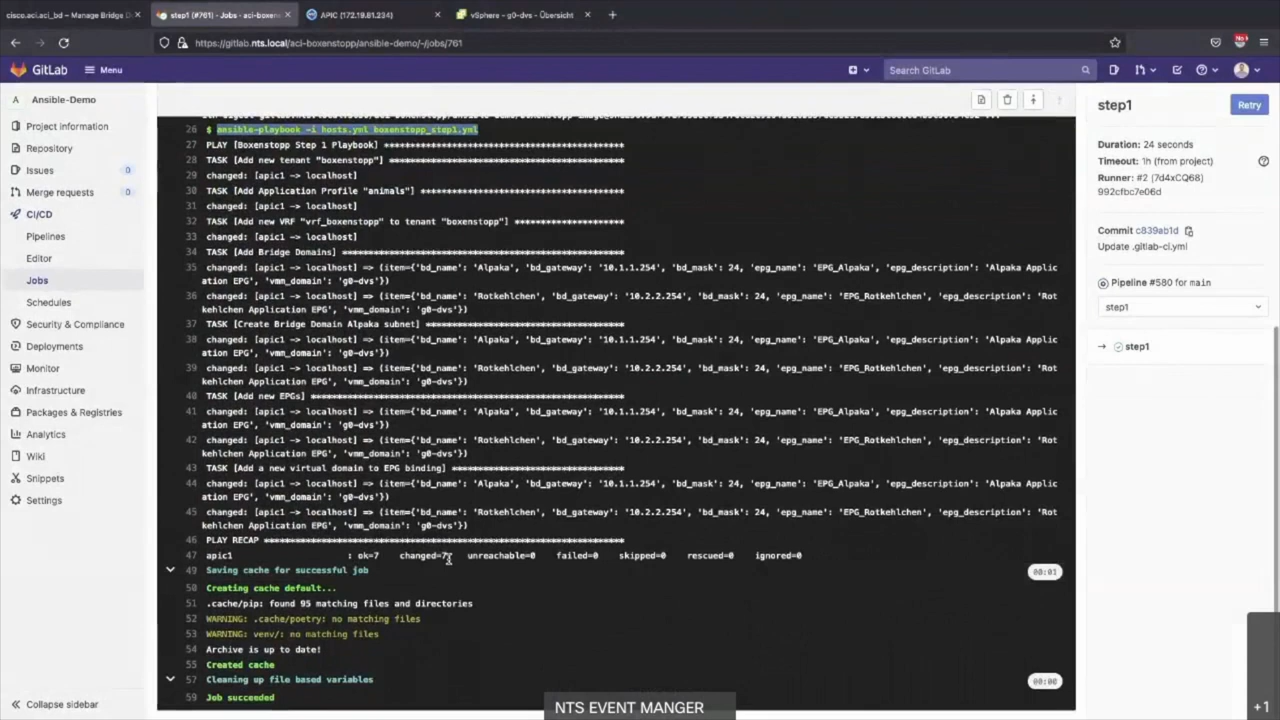 cisco.aci.aci_bd – Manage Bridge D
step1 (#761) · Jobs · aci-boxens
APIC (172.19.81.234)
vSphere – g0-dvs – Übersicht
https://gitlab.nts.local/aci-boxenstopp/ansible-demo/-/jobs/761
GitLab
Menu
Search GitLab
Ansible-Demo
Project information
Repository
Issues
0
Merge requests
0
CI/CD
Pipelines
Editor
Jobs
Schedules
Security & Compliance
Deployments
Monitor
Infrastructure
Packages & Registries
Analytics
Wiki
Snippets
Settings
Collapse sidebar
26 $ ansible-playbook -i hosts.yml boxenstopp_step1.yml
27 PLAY [Boxenstopp Step 1 Playbook] *****************************************
28 TASK [Add new tenant "boxenstopp"] ****************************************
29 changed: [apic1 -> localhost]
30 TASK [Add Application Profile "animals"] **********************************
31 changed: [apic1 -> localhost]
32 TASK [Add new VRF "vrf_boxenstopp" to tenant "boxenstopp"] *******************
33 changed: [apic1 -> localhost]
34 TASK [Add Bridge Domains] *************************************************
35 changed: [apic1 -> localhost] => (item={'bd_name': 'Alpaka', 'bd_gateway': '10.1.1.254', 'bd_mask': 24, 'epg_name': 'EPG_Alpaka', 'epg_description': 'Alpaka Applic
ation EPG', 'vmm_domain': 'g0-dvs'})
36 changed: [apic1 -> localhost] => (item={'bd_name': 'Rotkehlchen', 'bd_gateway': '10.2.2.254', 'bd_mask': 24, 'epg_name': 'EPG_Rotkehlchen', 'epg_description': 'Rot
kehlchen Application EPG', 'vmm_domain': 'g0-dvs'})
37 TASK [Create Bridge Domain Alpaka subnet] *********************************
38 changed: [apic1 -> localhost] => (item={'bd_name': 'Alpaka', 'bd_gateway': '10.1.1.254', 'bd_mask': 24, 'epg_name': 'EPG_Alpaka', 'epg_description': 'Alpaka Applic
ation EPG', 'vmm_domain': 'g0-dvs'})
39 changed: [apic1 -> localhost] => (item={'bd_name': 'Rotkehlchen', 'bd_gateway': '10.2.2.254', 'bd_mask': 24, 'epg_name': 'EPG_Rotkehlchen', 'epg_description': 'Rot
kehlchen Application EPG', 'vmm_domain': 'g0-dvs'})
40 TASK [Add new EPGs] *******************************************************
41 changed: [apic1 -> localhost] => (item={'bd_name': 'Alpaka', 'bd_gateway': '10.1.1.254', 'bd_mask': 24, 'epg_name': 'EPG_Alpaka', 'epg_description': 'Alpaka Applic
ation EPG', 'vmm_domain': 'g0-dvs'})
42 changed: [apic1 -> localhost] => (item={'bd_name': 'Rotkehlchen', 'bd_gateway': '10.2.2.254', 'bd_mask': 24, 'epg_name': 'EPG_Rotkehlchen', 'epg_description': 'Rot
kehlchen Application EPG', 'vmm_domain': 'g0-dvs'})
43 TASK [Add a new virtual domain to EPG binding] ****************************
44 changed: [apic1 -> localhost] => (item={'bd_name': 'Alpaka', 'bd_gateway': '10.1.1.254', 'bd_mask': 24, 'epg_name': 'EPG_Alpaka', 'epg_description': 'Alpaka Applic
ation EPG', 'vmm_domain': 'g0-dvs'})
45 changed: [apic1 -> localhost] => (item={'bd_name': 'Rotkehlchen', 'bd_gateway': '10.2.2.254', 'bd_mask': 24, 'epg_name': 'EPG_Rotkehlchen', 'epg_description': 'Rot
kehlchen Application EPG', 'vmm_domain': 'g0-dvs'})
46 PLAY RECAP ****************************************************************
47 apic1 : ok=7 changed=7 unreachable=0 failed=0 skipped=0 rescued=0 ignored=0
49 Saving cache for successful job 00:01
50 Creating cache default...
51 .cache/pip: found 95 matching files and directories
52 WARNING: .cache/poetry: no matching files
53 WARNING: venv/: no matching files
54 Archive is up to date!
55 Created cache
57 Cleaning up file based variables 00:00
59 Job succeeded
step1
Retry
Duration: 24 seconds
Timeout: 1h (from project)
Runner: #2 (7d4xCQ68)
992cfbc7e06d
Commit c839ab1d
Update .gitlab-ci.yml
Pipeline #580 for main
step1
→ step1
NTS EVENT MANGER
+1